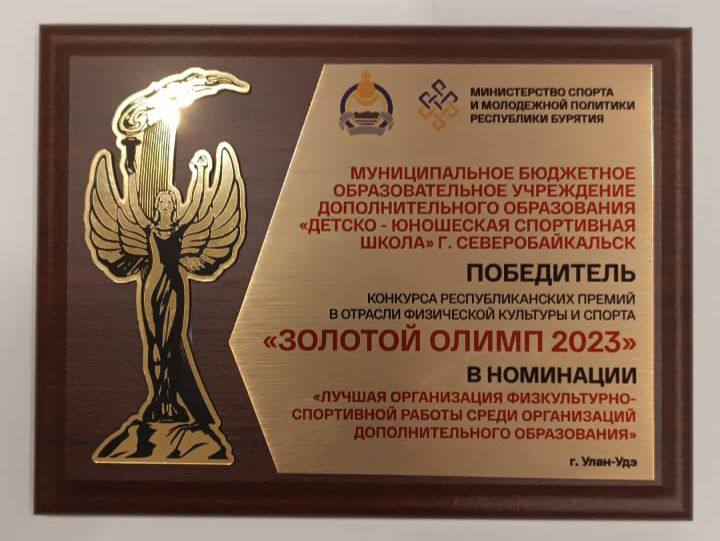 МИНИСТЕРСТВО СПОРТА
И МОЛОДЕЖНОЙ ПОЛИТИКИ
РЕСПУБЛИКИ БУРЯТИЯ
МУНИЦИПАЛЬНОЕ БЮДЖЕТНОЕ
ОБРАЗОВАТЕЛЬНОЕ УЧРЕЖДЕНИЕ
ДОПОЛНИТЕЛЬНОГО ОБРАЗОВАНИЯ
«ДЕТСКО - ЮНОШЕСКАЯ СПОРТИВНАЯ
ШКОЛА» Г. СЕВЕРОБАЙКАЛЬСК
ПОБЕДИТЕЛЬ
КОНКУРСА РЕСПУБЛИКАНСКИХ ПРЕМИЙ
В ОТРАСЛИ ФИЗИЧЕСКОЙ КУЛЬТУРЫ И СПОРТА
«ЗОЛОТОЙ ОЛИМП 2023»
В НОМИНАЦИИ
«ЛУЧШАЯ ОРГАНИЗАЦИЯ ФИЗКУЛЬТУРНО-
СПОРТИВНОЙ РАБОТЫ СРЕДИ ОРГАНИЗАЦИЙ
ДОПОЛНИТЕЛЬНОГО ОБРАЗОВАНИЯ»
г. Улан-Удэ